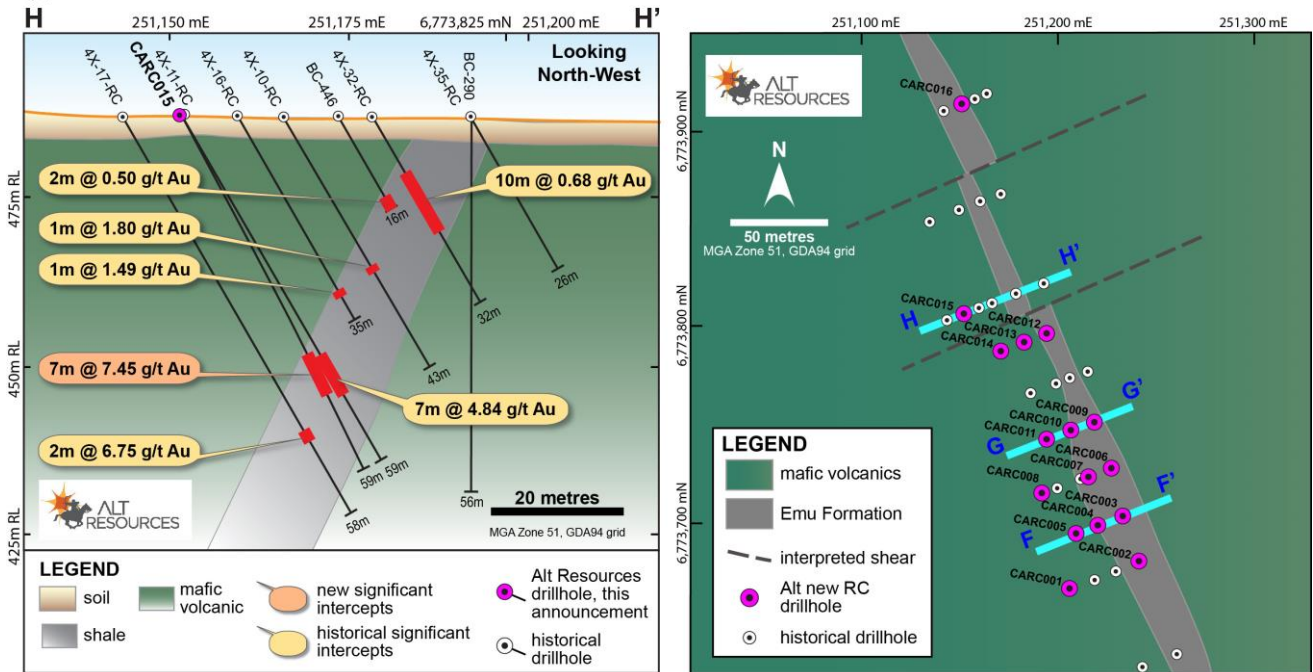 H
251,150 mE
251,175 mE
6,773,825 mN
251,200 mE
H'
Looking
North-West
4X-17-RC
CARC015
4X-11-RC
4X-16-RC
4X-10-RC
BC-446
4X-32-RC
4X-35-RC
BC-290
475m RL
450m RL
425m RL
2m @ 0.50 g/t Au
10m @ 0.68 g/t Au
1m @ 1.80 g/t Au
1m @ 1.49 g/t Au
7m @ 7.45 g/t Au
7m @ 4.84 g/t Au
2m @ 6.75 g/t Au
16m
26m
32m
35m
43m
59m
59m
56m
58m
ALT
RESOURCES
20 metres
MGA Zone 51, GDA94 grid
LEGEND
soil
shale
mafic
volcanic
new significant
intercepts
historical significant
intercepts
Alt Resources
drillhole, this
announcement
historical
drillhole
251,100 mE
251,200 mE
251,300 mE
6,773,900 mN
6,773,800 mN
6,773,700 mN
ALT
RESOURCES
N
50 metres
MGA Zone 51, GDA94 grid
CARC016
H'
CARC015
H
CARC012
CARC013
CARC014
G'
CARC009
CARC010
CARC011
G
CARC006
CARC007
CARC008
F'
CARC003
CARC004
CARC005
F
CARC002
CARC001
LEGEND
mafic volcanics
Emu Formation
interpreted shear
Alt new RC
drillhole
historical drillhole